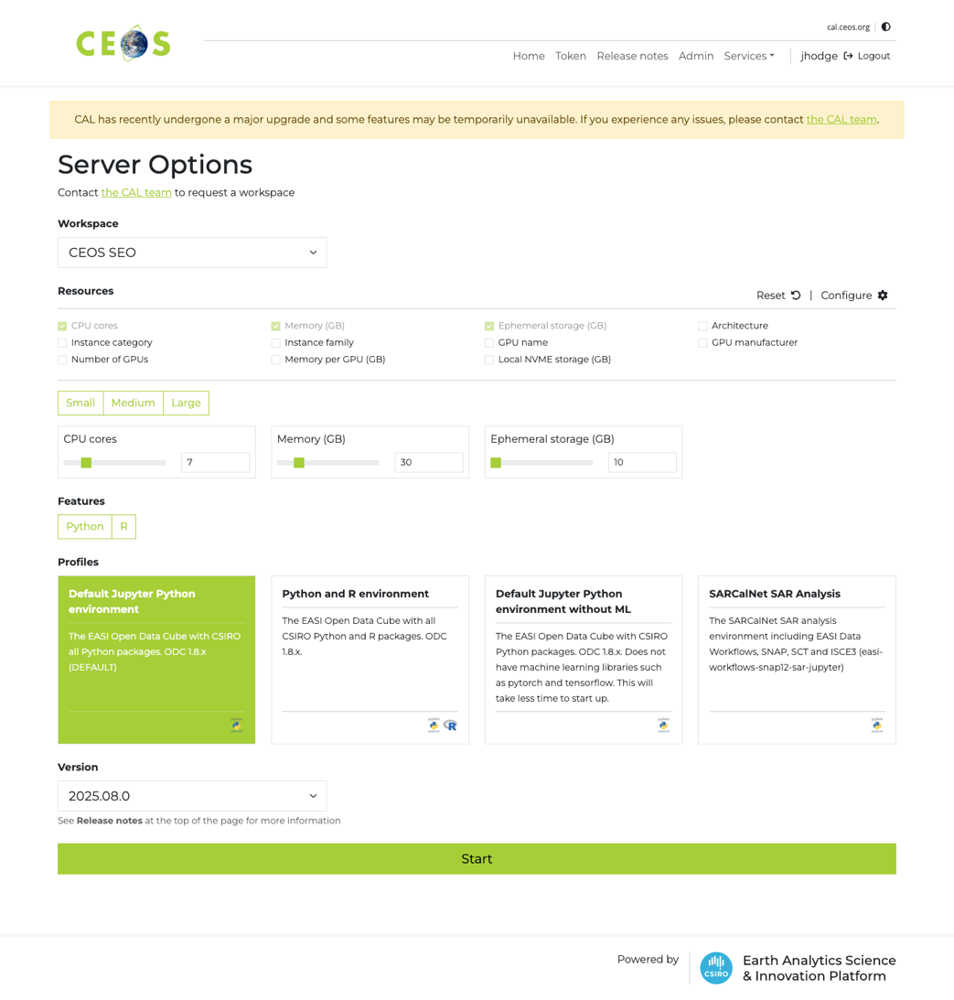 CEOS
cal.ceos.org
Home Token Release notes Admin Services jhodge Logout
CAL has recently undergone a major upgrade and some features may be temporarily unavailable. If you experience any issues, please contact the CAL team.
Server Options
Contact the CAL team to request a workspace
Workspace
CEOS SEO
Resources
Reset | Configure
CPU cores Memory (GB) Ephemeral storage (GB) Architecture
Instance category Instance family GPU name GPU manufacturer
Number of GPUs Memory per GPU (GB) Local NVME storage (GB)
Small Medium Large
CPU cores Memory (GB) Ephemeral storage (GB)
7 30 10
Features
Python R
Profiles
Default Jupyter Python
environment
The EASI Open Data Cube with CSIRO
all Python packages. ODC 1.8.x
(DEFAULT)
Python and R environment
The EASI Open Data Cube with all
CSIRO Python and R packages. ODC
1.8.x.
R
Default Jupyter Python
environment without ML
The EASI Open Data Cube with CSIRO
Python packages. ODC 1.8.x. Does not
have machine learning libraries such
as pytorch and tensorflow. This will
take less time to start up.
SARCalNet SAR Analysis
The SARCalNet SAR analysis
environment including EASI Data
Workflows, SNAP, SCT and ISCE3 (easi-
workflows-snap12-sar-jupyter)
Version
2025.08.0
See Release notes at the top of the page for more information
Start
Powered by
CSIRO
Earth Analytics Science
& Innovation Platform